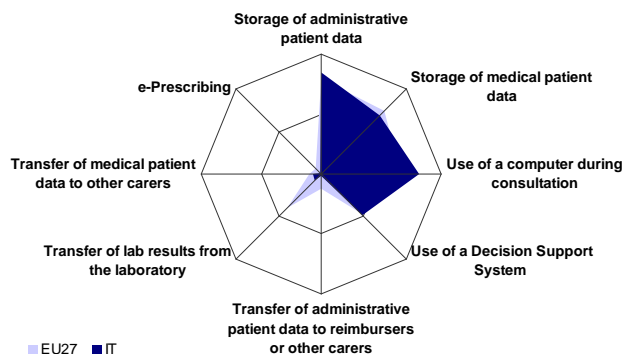 Storage of administrative
patient data
Storage of medical patient
data
e-Prescribing
Transfer of medical patient
data to other carers
Use of a computer during
consultation
Transfer of lab results from
the laboratory
Use of a Decision Support
System
Transfer of administrative
patient data to reimbursers
or other carers
EU27 IT